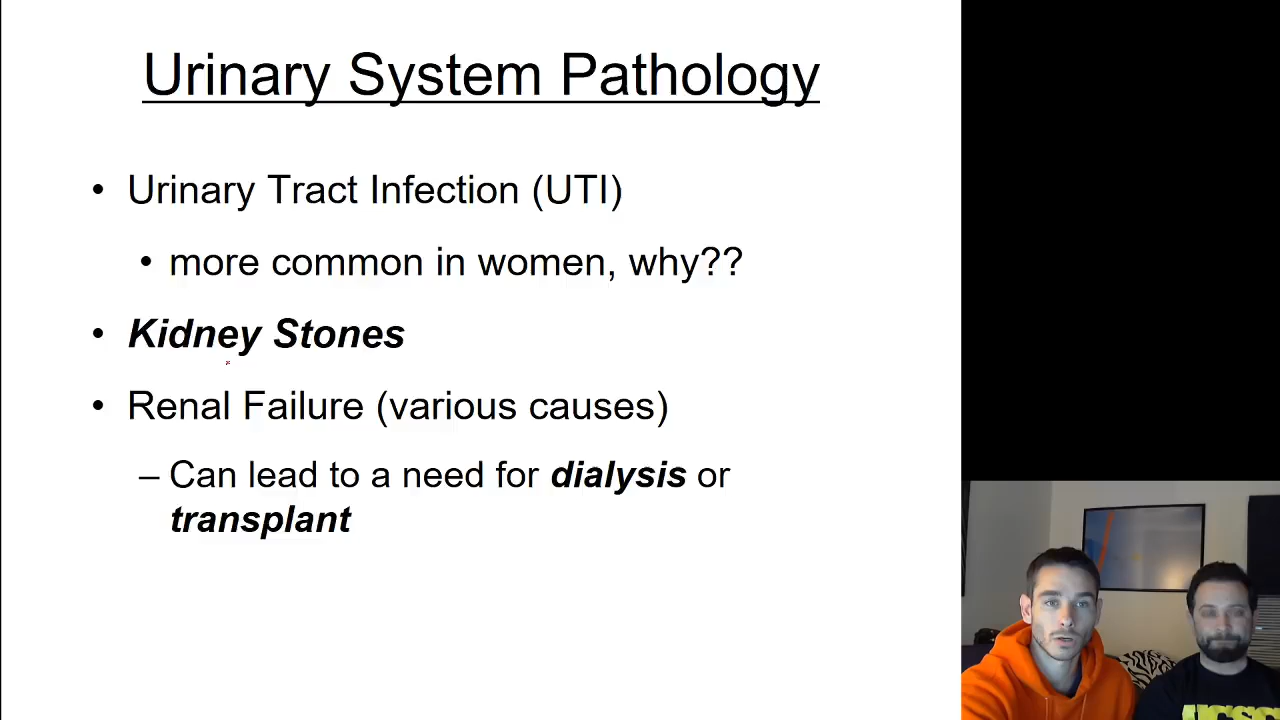 Urinary System Pathology
• Urinary Tract Infection (UTI)
• more common in women, why??
• Kidney Stones
• Renal Failure (various causes)
– Can lead to a need for dialysis or
transplant